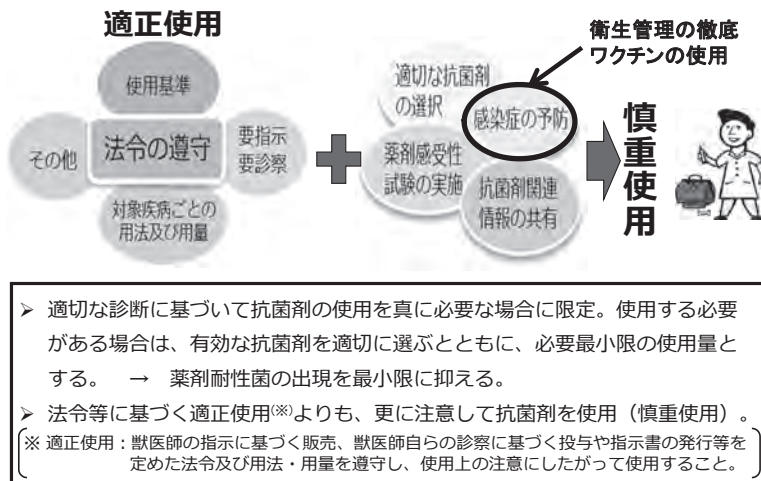 適正使用
使用基準
その他
法令の遵守
要指示
要診察
対象疾病ごとの
用法及び用量
衛生管理の徹底
ワクチンの使用
適切な抗菌剤
の選択
感染症の予防
薬剤感受性
試験の実施
抗菌剤関連
情報の共有
慎重使用
➢ 適切な診断に基づいて抗菌剤の使用を真に必要な場合に限定。使用する必要
がある場合は、有効な抗菌剤を適切に選ぶとともに、必要最小限の使用量と
する。 → 薬剤耐性菌の出現を最小限に抑える。
➢ 法令等に基づく適正使用(※)よりも、更に注意して抗菌剤を使用（慎重使用）。
※ 適正使用：獣医師の指示に基づく販売、獣医師自らの診察に基づく投与や指示書の発行等を
定めた法令及び用法・用量を遵守し、使用上の注意にしたがって使用すること。